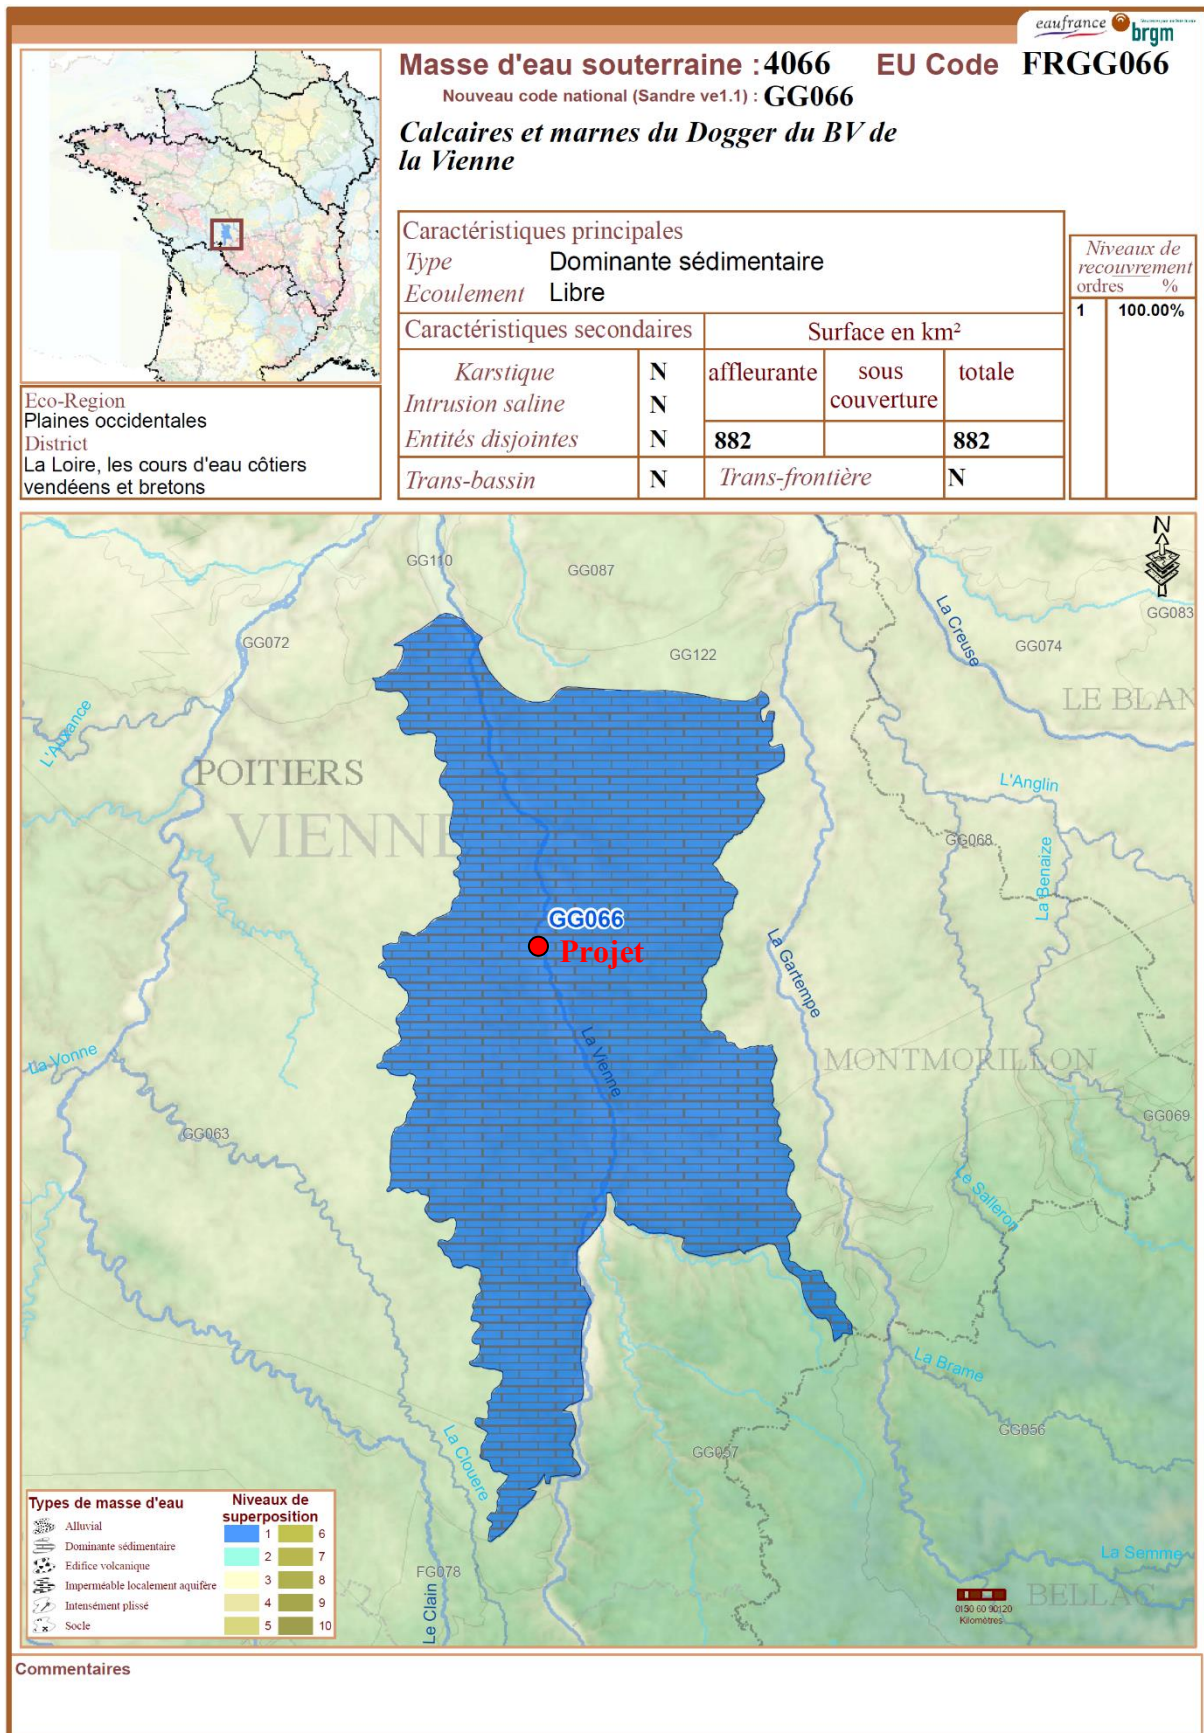 eaufrance
brgm
Masse d'eau souterraine : 4066 EU Code FRGG066
Nouveau code national (Sandre ve1.1) : GG066
Calcaires et marnes du Dogger du BV de
la Vienne
Caractéristiques principales
Type Dominante sédimentaire
Ecoulement Libre
Caractéristiques secondaires Surface en km²
Karstique N affleurante sous totale
Intrusion saline N couverture
Entités disjointes N 882 882
Trans-bassin N Trans-frontière N
Niveaux de
recouvrement
ordres %
1 100.00%
Eco-Region
Plaines occidentales
District
La Loire, les cours d'eau côtiers
vendéens et bretons
N
GG110
GG087
GG083
La Creuse
GG072
GG074
GG122
LE BLAN
L'Auxance
POITIERS
L'Anglin
VIENNE
GG068
La Benaize
GG066
Projet
La Gartempe
La Vienne
La Vonne
MONTMORILLON
GG069
GG063
Le Salleron
La Brame
GG056
La Clouere
GG057
La Semme
FG078
Le Clain
BELLAC
Types de masse d'eau
Alluvial
Dominante sédimentaire
Edifice volcanique
Imperméable localement aquifère
Intensément plissé
Socle
Niveaux de
superposition
1 6
2 7
3 8
4 9
5 10
Kilomètres
Commentaires